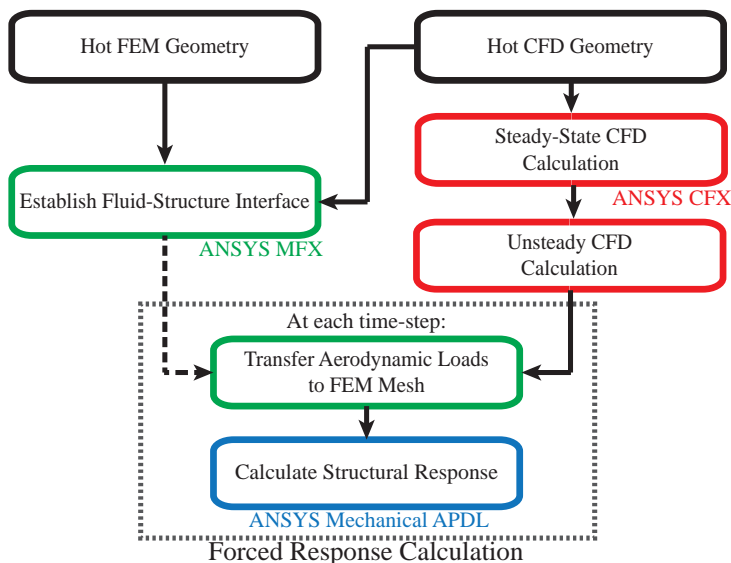 Hot FEM Geometry
Hot CFD Geometry
Steady-State CFD
Calculation
ANSYS CFX
Establish Fluid-Structure Interface
ANSYS MFX
Unsteady CFD
Calculation
At each time-step:
Transfer Aerodynamic Loads
to FEM Mesh
Calculate Structural Response
ANSYS Mechanical APDL
Forced Response Calculation